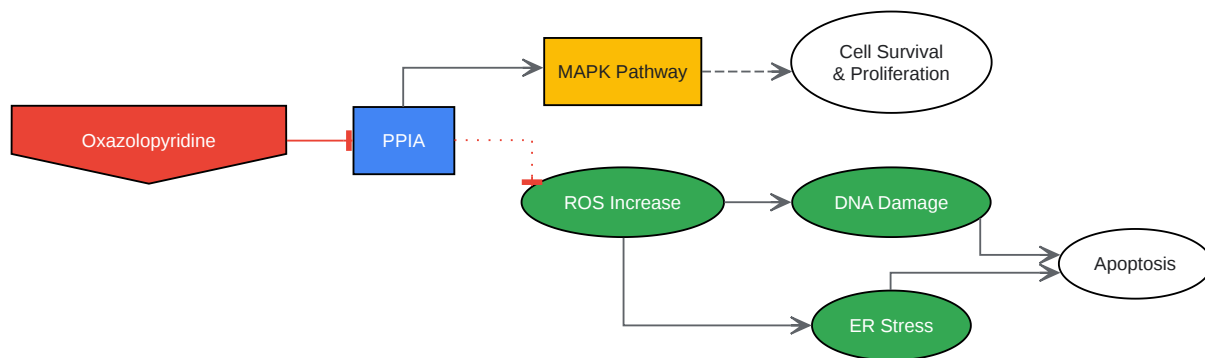 Cell Survival
& Proliferation
MAPK Pathway
Oxazolopyridine
PPIA
ROS Increase
DNA Damage
Apoptosis
ER Stress